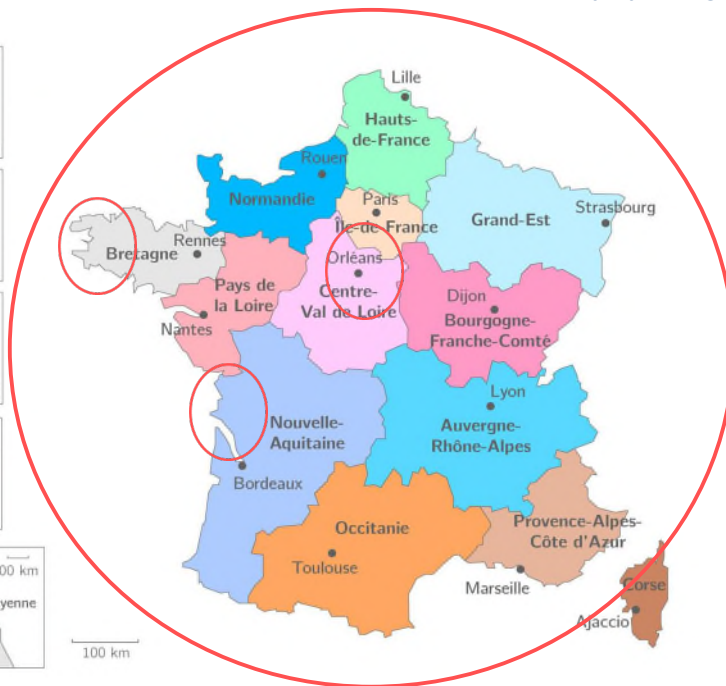 Lille
Hauts-
de-France
Rouen
Normandie
Paris
Île-de-France
Grand-Est
Strasbourg
Bretagne
Rennes
Orléans
Centre-
Val de Loire
Pays de
la Loire
Nantes
Dijon
Bourgogne-
Franche-Comté
Lyon
Auvergne-
Rhône-Alpes
Nouvelle-
Aquitaine
Bordeaux
Occitanie
Toulouse
Provence-Alpes-
Côte d'Azur
Marseille
Corse
Ajaccio
00 km
yenne
100 km